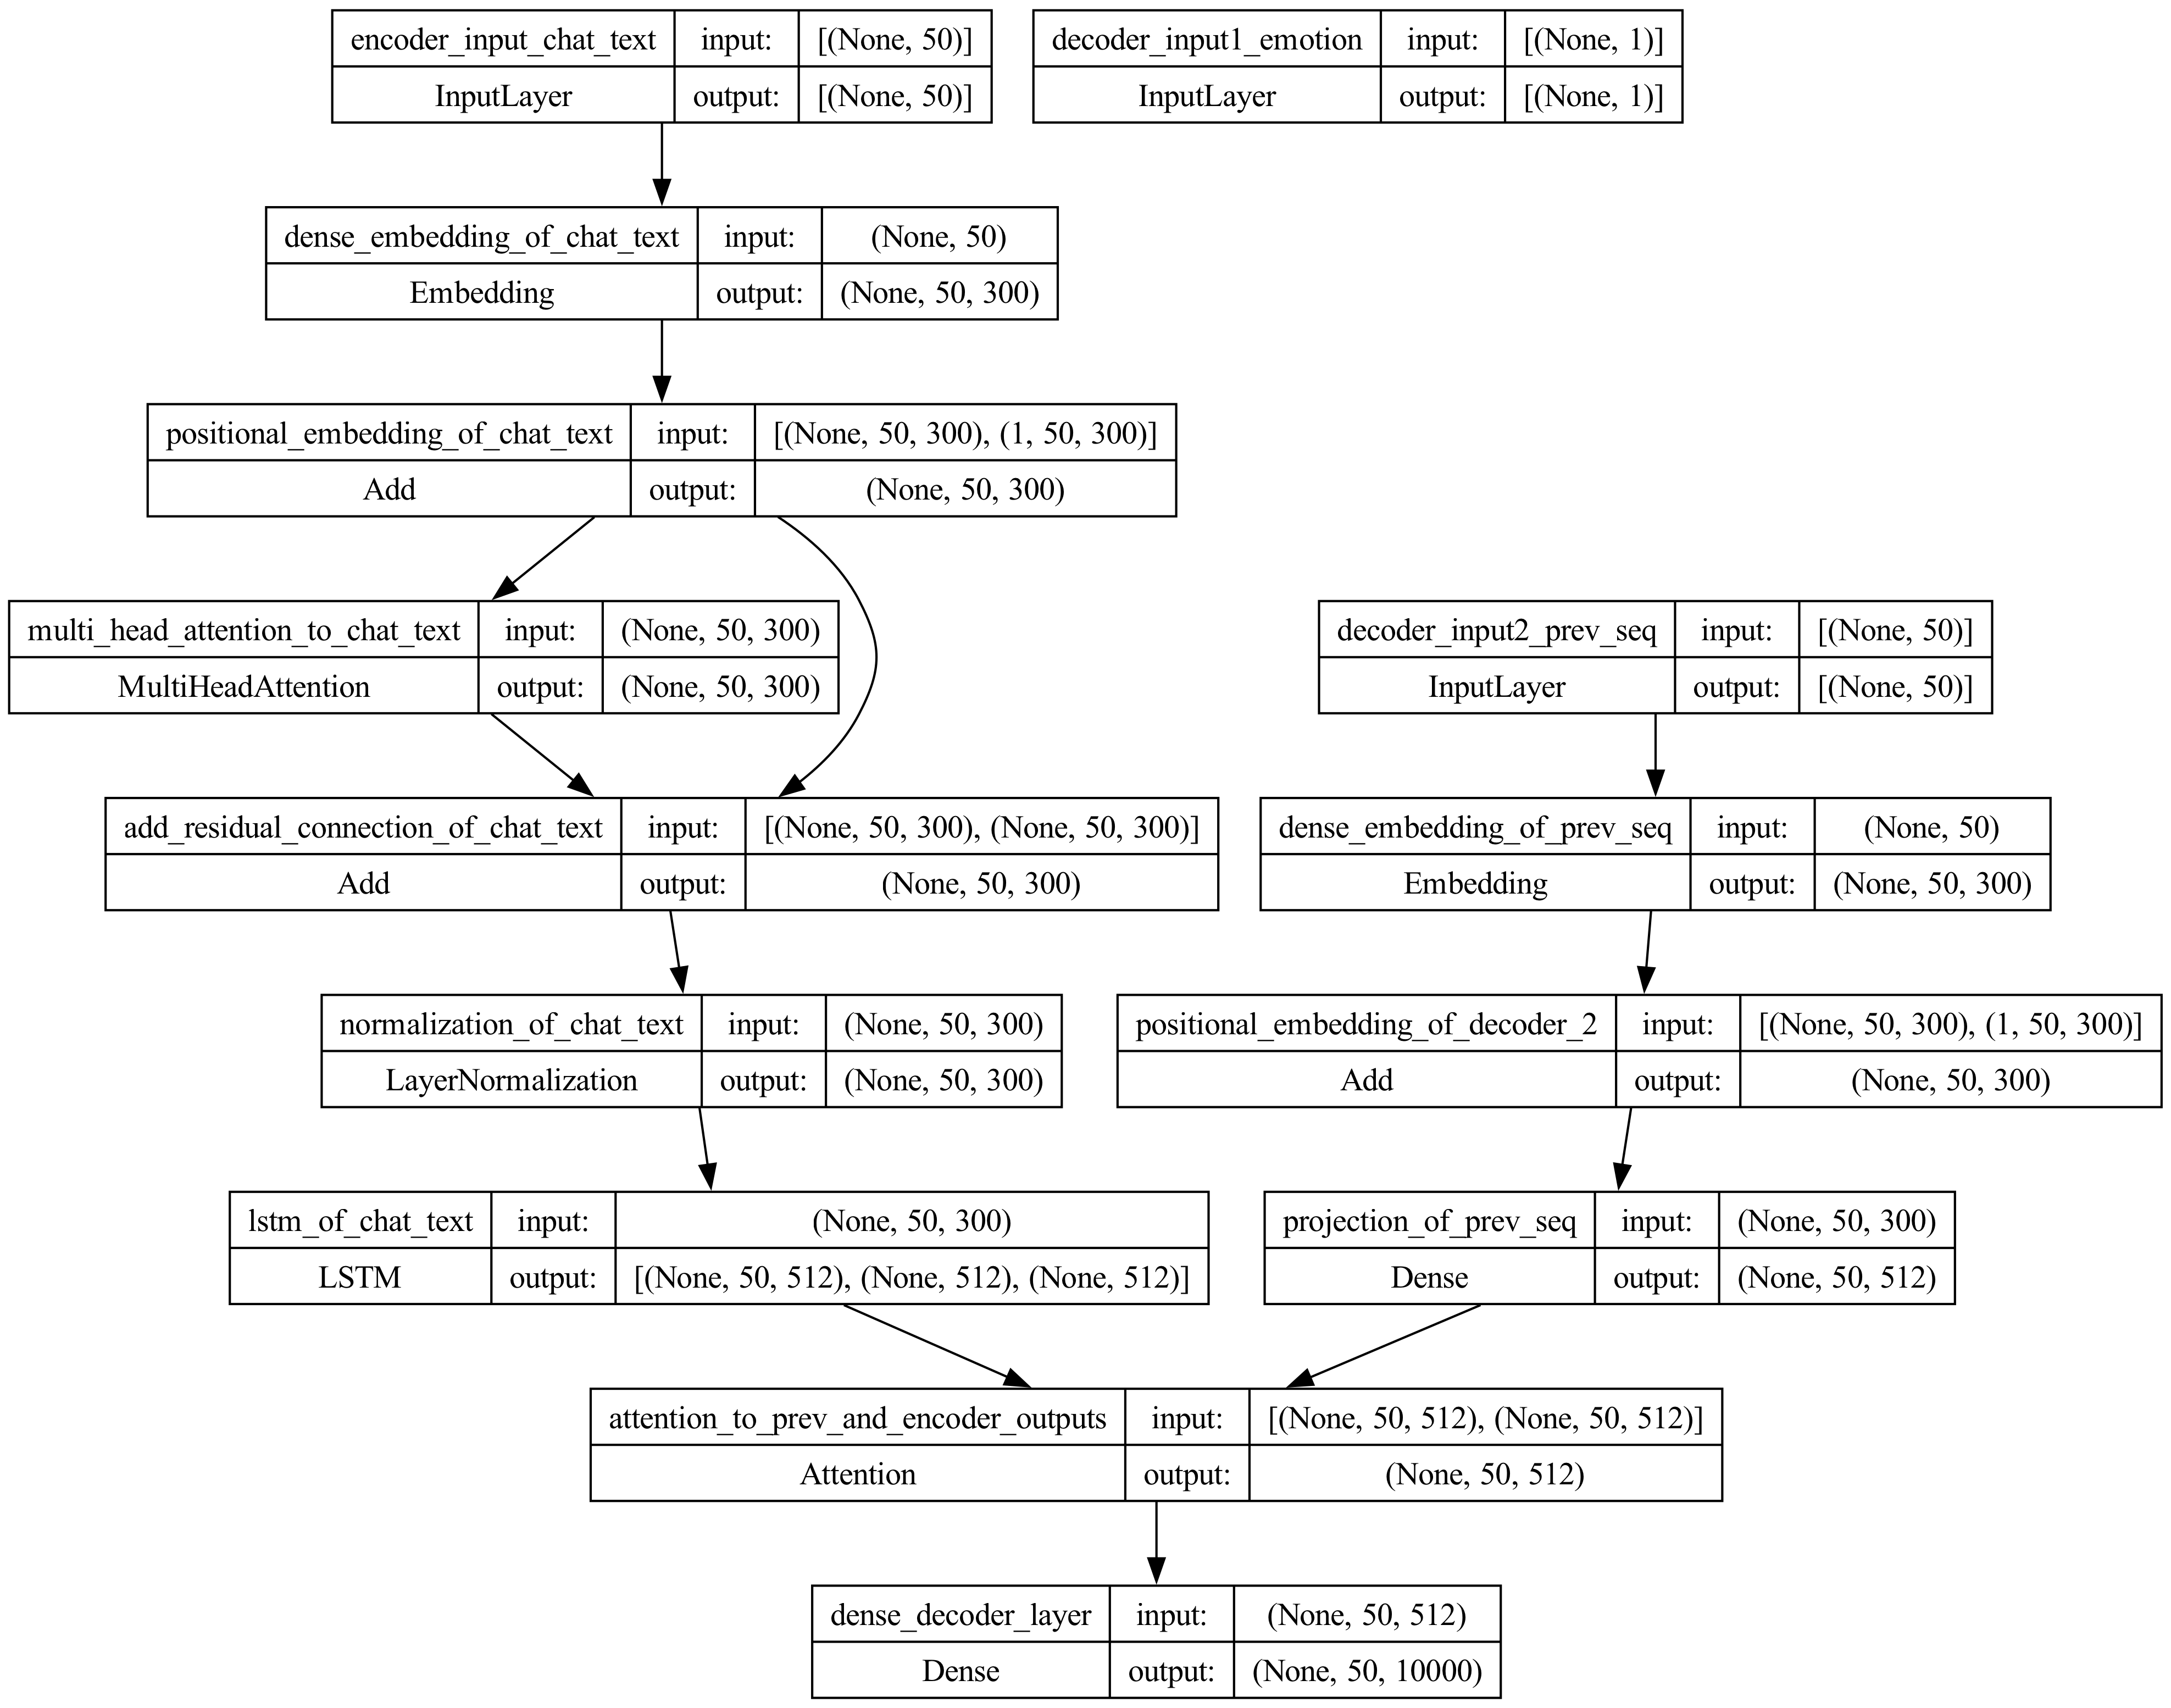 encoder_input_chat_text input: [(None, 50)]
InputLayer output: [(None, 50)]
decoder_input1_emotion input: [(None, 1)]
InputLayer output: [(None, 1)]
dense_embedding_of_chat_text input: (None, 50)
Embedding output: (None, 50, 300)
positional_embedding_of_chat_text input: [(None, 50, 300), (1, 50, 300)]
Add output: (None, 50, 300)
multi_head_attention_to_chat_text input: (None, 50, 300)
MultiHeadAttention output: (None, 50, 300)
decoder_input2_prev_seq input: [(None, 50)]
InputLayer output: [(None, 50)]
add_residual_connection_of_chat_text input: [(None, 50, 300), (None, 50, 300)]
Add output: (None, 50, 300)
dense_embedding_of_prev_seq input: (None, 50)
Embedding output: (None, 50, 300)
normalization_of_chat_text input: (None, 50, 300)
LayerNormalization output: (None, 50, 300)
positional_embedding_of_decoder_2 input: [(None, 50, 300), (1, 50, 300)]
Add output: (None, 50, 300)
lstm_of_chat_text input: (None, 50, 300)
LSTM output: [(None, 50, 512), (None, 512), (None, 512)]
projection_of_prev_seq input: (None, 50, 300)
Dense output: (None, 50, 512)
attention_to_prev_and_encoder_outputs input: [(None, 50, 512), (None, 50, 512)]
Attention output: (None, 50, 512)
dense_decoder_layer input: (None, 50, 512)
Dense output: (None, 50, 10000)